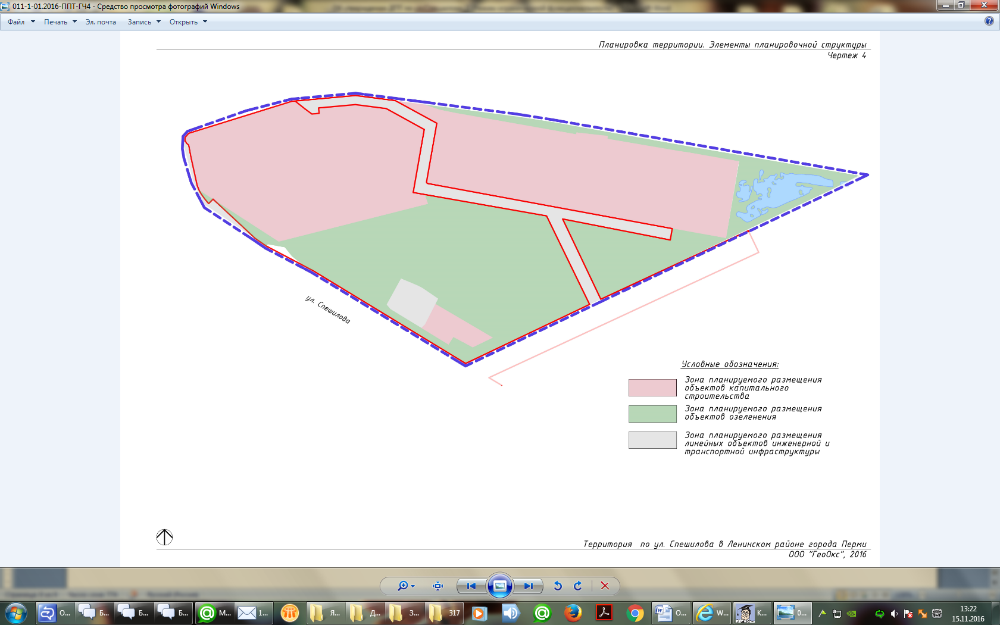 011-1-01.2016-ППТ-ГЧ4 - Средство просмотра фотографий Windows
Файл Печать Эл. почта Запись Открыть
Планировка территории. Элементы планировочной структуры
Чертеж 4
ул. Спешилова
Условные обозначения:
Зона планируемого размещения
объектов капитального
строительства
Зона планируемого размещения
объектов озеленения
Зона планируемого размещения
линейных объектов инженерной и
транспортной инфраструктуры
Территория по ул. Спешилова в Ленинском районе города Перми
ООО "ГеоОкс", 2016
О... Б... Б... Б... М... 1... Я... Д... З... 317 О... W... К... 0...
13:22
15.11.2016